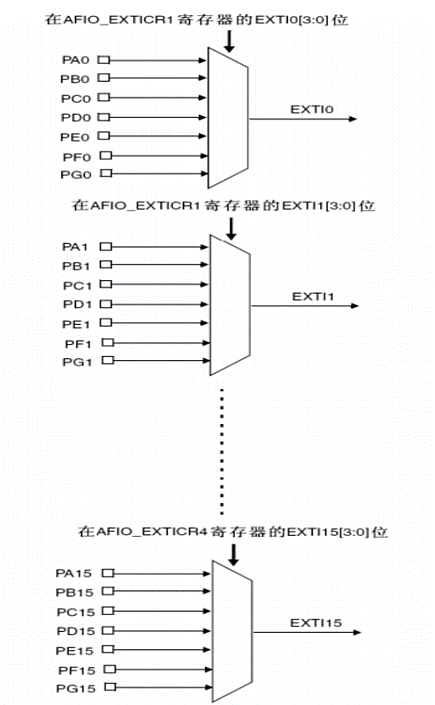 在AFIO_EXTICR1寄存器的EXTI0[3:0]位
PA0
PB0
PC0
PD0
PE0
PF0
PG0
EXTI0
在AFIO_EXTICR1寄存器的EXTI1[3:0]位
PA1
PB1
PC1
PD1
PE1
PF1
PG1
EXTI1
在AFIO_EXTICR4寄存器的EXTI15[3:0]位
PA15
PB15
PC15
PD15
PE15
PF15
PG15
EXTI15